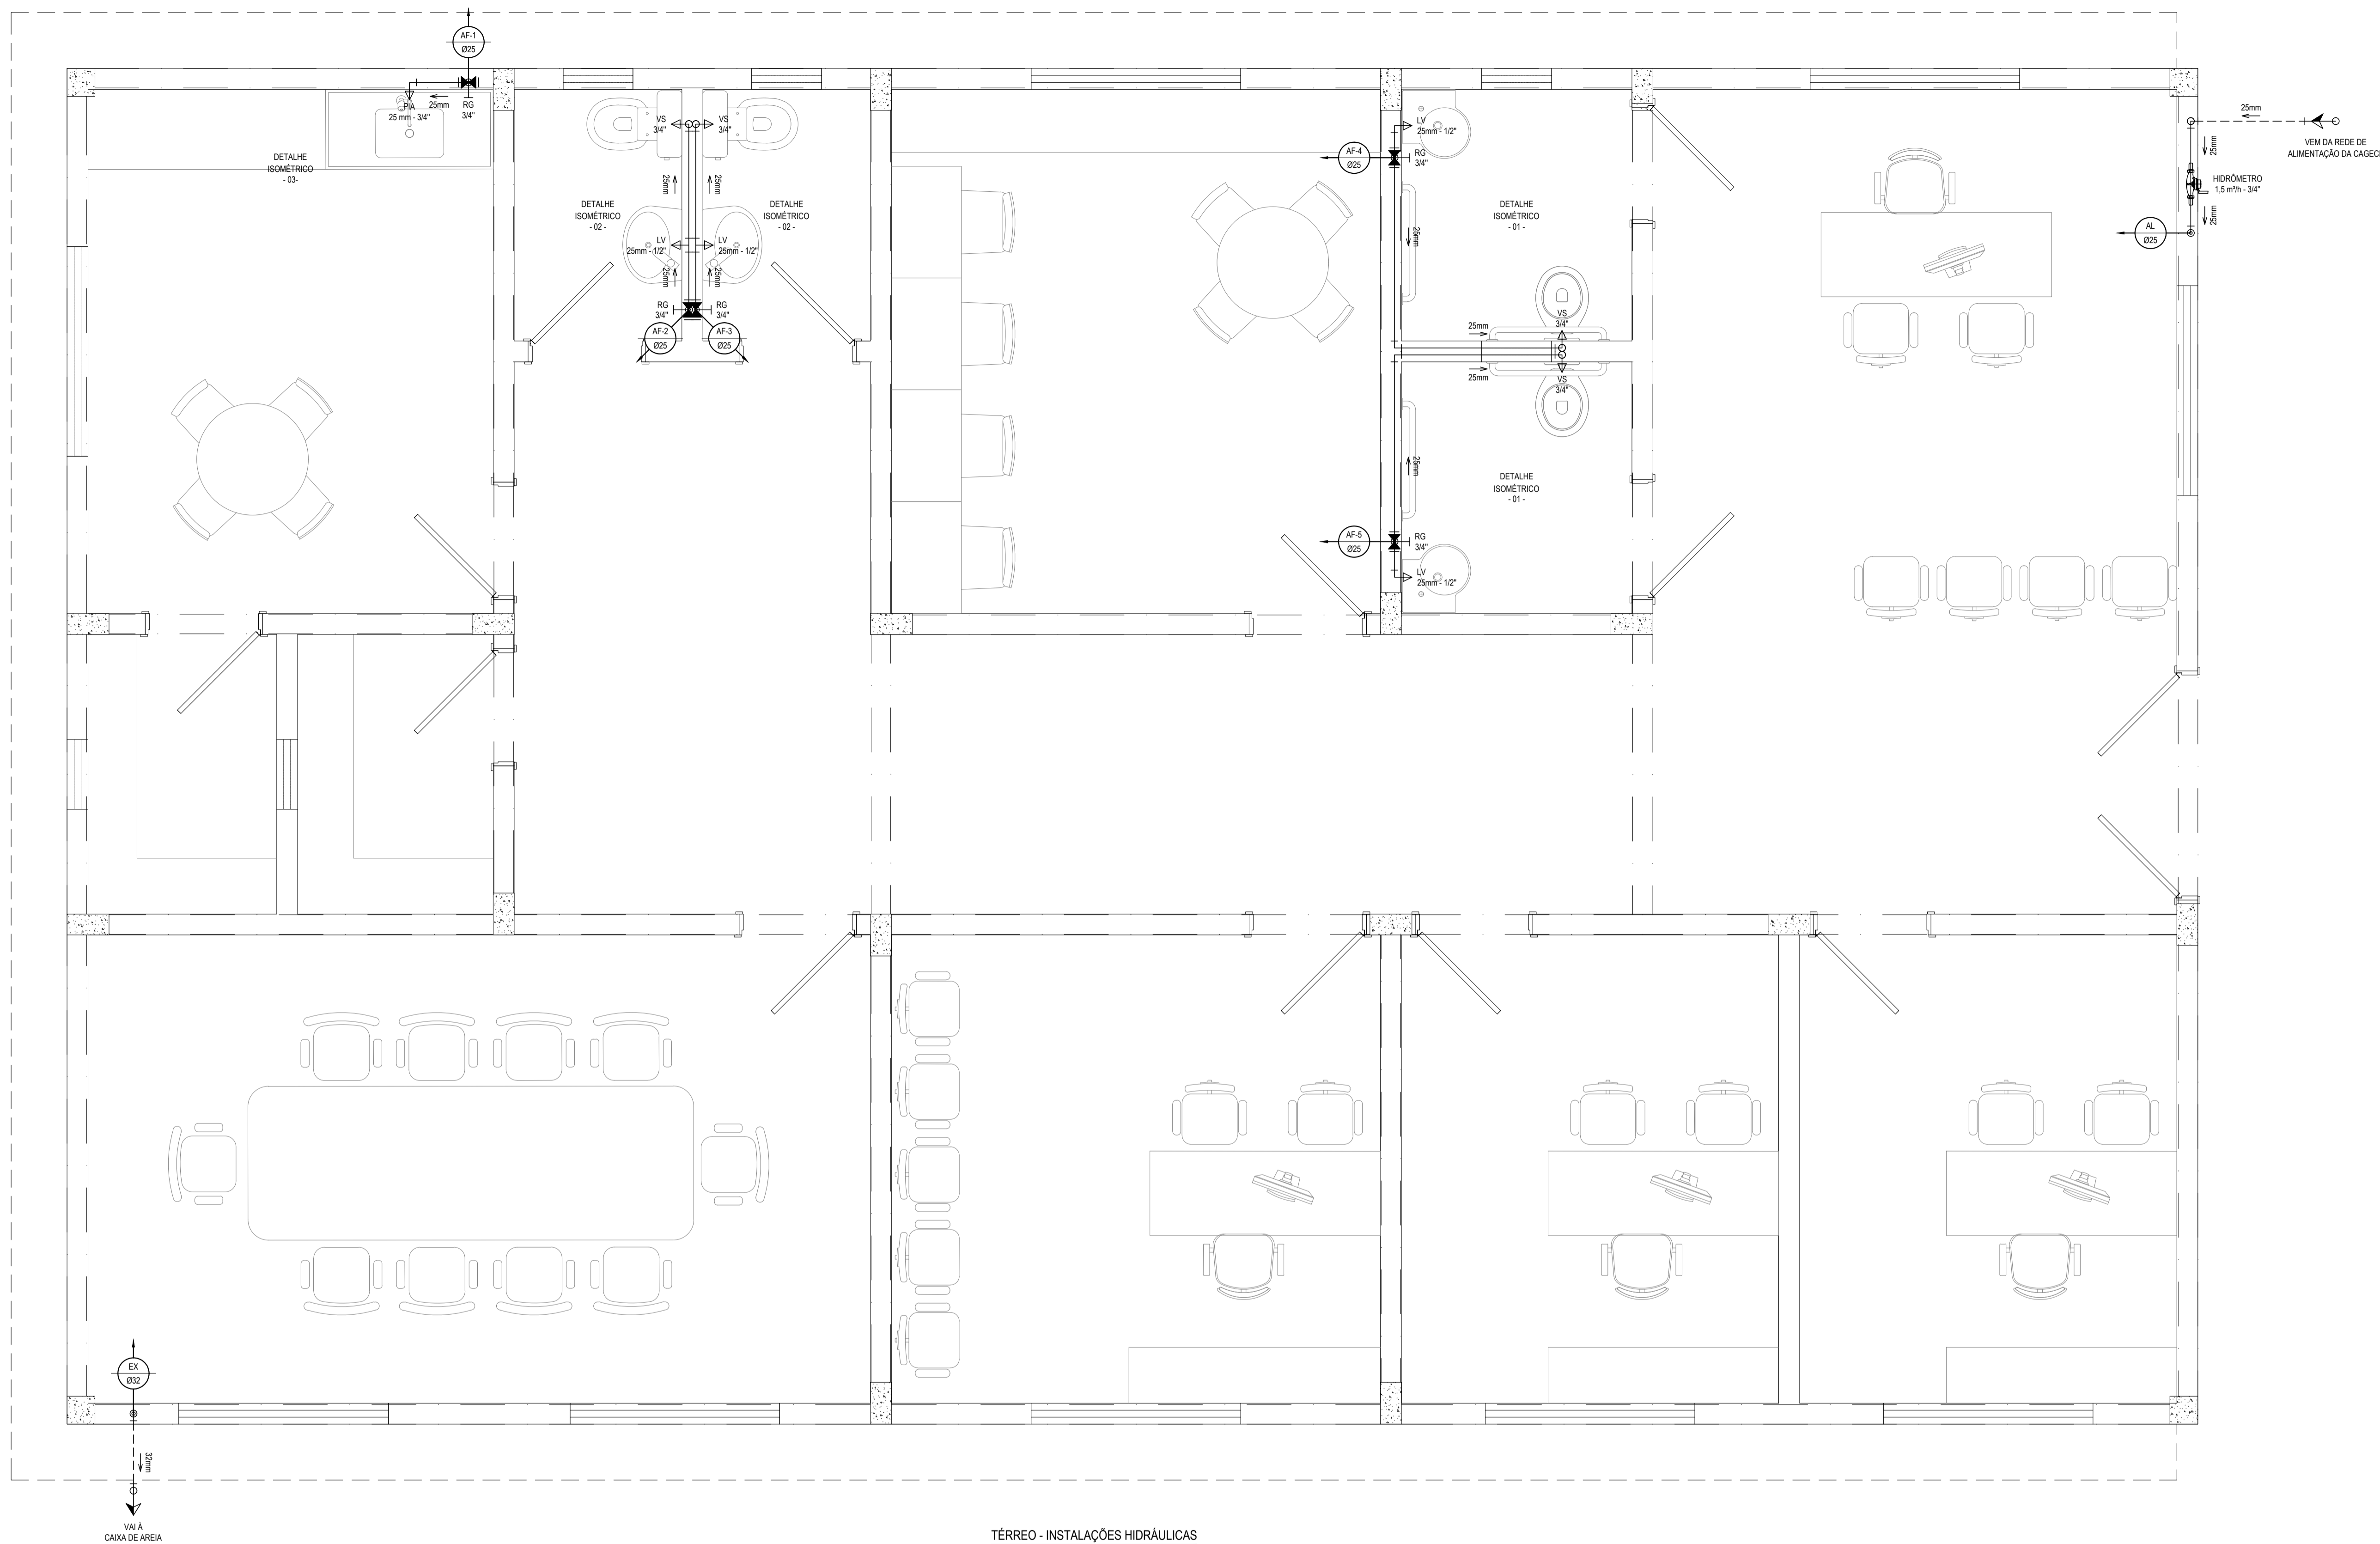 AF-1
Ø25
PIA
25 mm - 3/4"
25mm
RG
3/4"
DETALHE
ISOMÉTRICO
- 03-
VS
3/4"
VS
3/4"
25mm
25mm
DETALHE
ISOMÉTRICO
- 02 -
DETALHE
ISOMÉTRICO
- 02 -
LV
25mm - 1/2"
LV
25mm - 1/2"
25mm
25mm
RG
3/4"
RG
3/4"
AF-2
Ø25
AF-3
Ø25
LV
25mm - 1/2"
AF-4
Ø25
RG
3/4"
DETALHE
ISOMÉTRICO
- 01 -
25mm
25mm
VS
3/4"
25mm
VS
3/4"
25mm
DETALHE
ISOMÉTRICO
- 01 -
AF-5
Ø25
RG
3/4"
LV
25mm - 1/2"
25mm
VEM DA REDE DE
ALIMENTAÇÃO DA CAGEC
25mm
HIDRÔMETRO
1,5 m³/h - 3/4"
25mm
AL
Ø25
EX
Ø32
32mm
VAI À
CAIXA DE AREIA
TÉRREO - INSTALAÇÕES HIDRÁULICAS